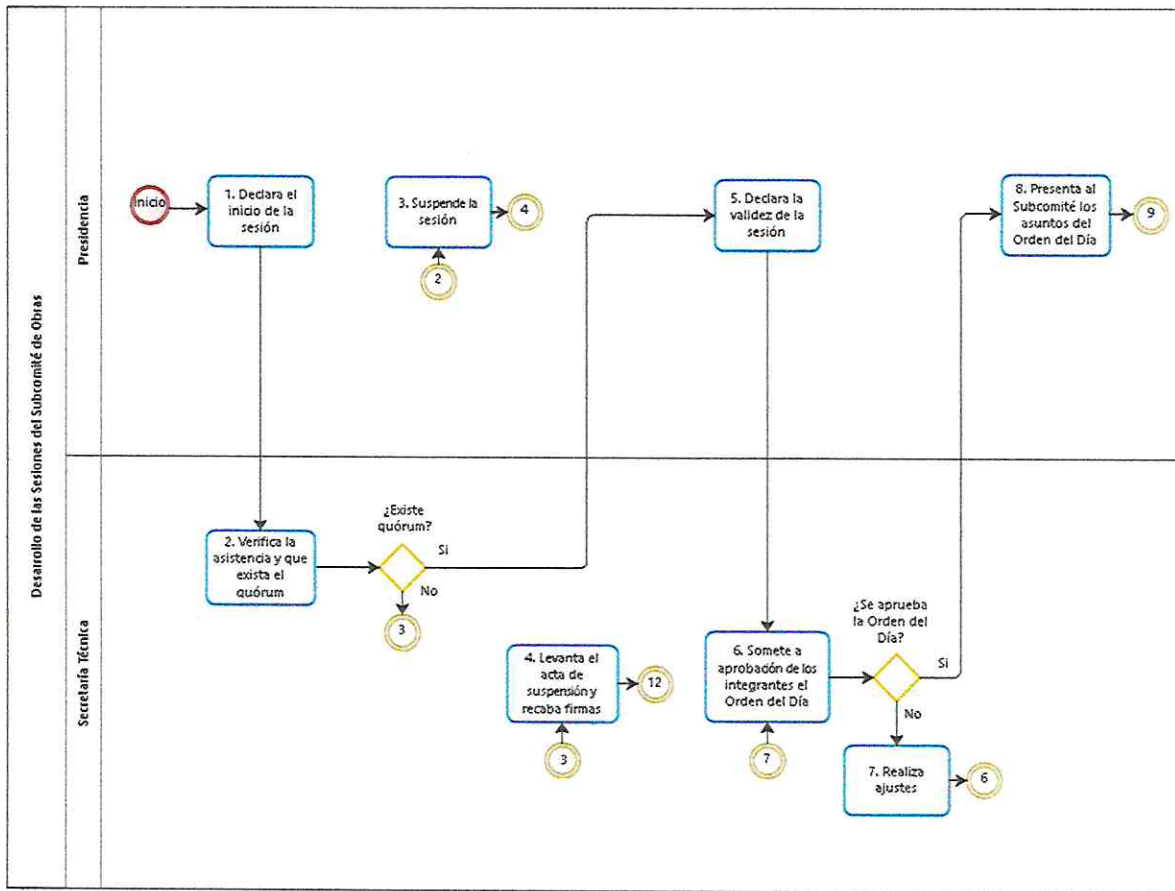 Desarrollo de las Sesiones del Subcomité de Obras
Presidencia
Inicio
1. Declara el
inicio de la
sesión
3. Suspende la
sesión
4
2
5. Declara la
validez de la
sesión
8. Presenta al
Subcomité los
asuntos del
Orden del Día
9
Secretaría Técnica
2. Verifica la
asistencia y que
exista el
quórum
¿Existe
quórum?
Si
No
3
4. Levanta el
acta de
suspensión y
recaba firmas
12
3
6. Somete a
aprobación de los
integrantes el
Orden del Día
7
¿Se aprueba
la Orden del
Día?
Si
No
7. Realiza
ajustes
6